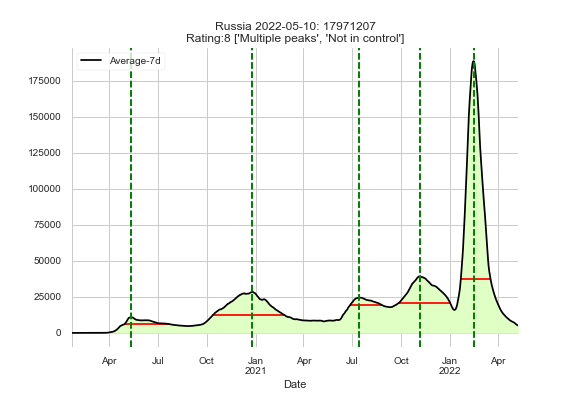 Russia 2022-05-10: 17971207
Rating:8 ['Multiple peaks', 'Not in control']
Average-7d
175000
150000
125000
100000
75000
50000
25000
0
Apr Jul Oct Jan Apr Jul Oct Jan Apr
2021 2022
Date